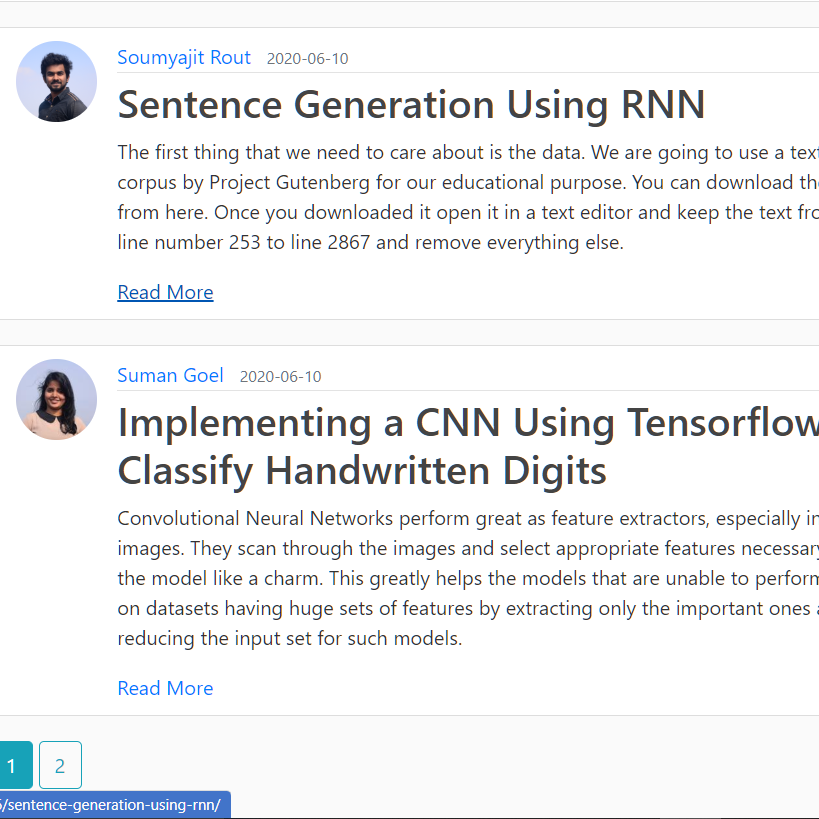 Soumyajit Rout 2020-06-10
Sentence Generation Using RNN
The first thing that we need to care about is the data. We are going to use a text
corpus by Project Gutenberg for our educational purpose. You can download
from here. Once you downloaded it open it in a text editor and keep the text
line number 253 to line 2867 and remove everything else.
Read More
Suman Goel 2020-06-10
Implementing a CNN Using Tensorflow
Classify Handwritten Digits
Convolutional Neural Networks perform great as feature extractors, especially in
images. They scan through the images and select appropriate features necessary
the model like a charm. This greatly helps the models that are unable to perform
on datasets having huge sets of features by extracting only the important ones
reducing the input set for such models.
Read More
1 2
/sentence-generation-using-rnn/